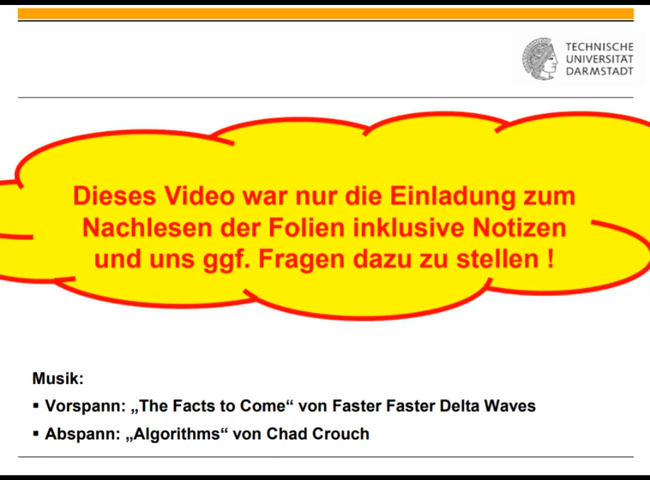 TECHNISCHE
UNIVERSITÄT
DARMSTADT
Dieses Video war nur die Einladung zum
Nachlesen der Folien inklusive Notizen
und uns ggf. Fragen dazu zu stellen !
Musik:
▪ Vorspann: „The Facts to Come“ von Faster Faster Delta Waves
▪ Abspann: „Algorithms“ von Chad Crouch